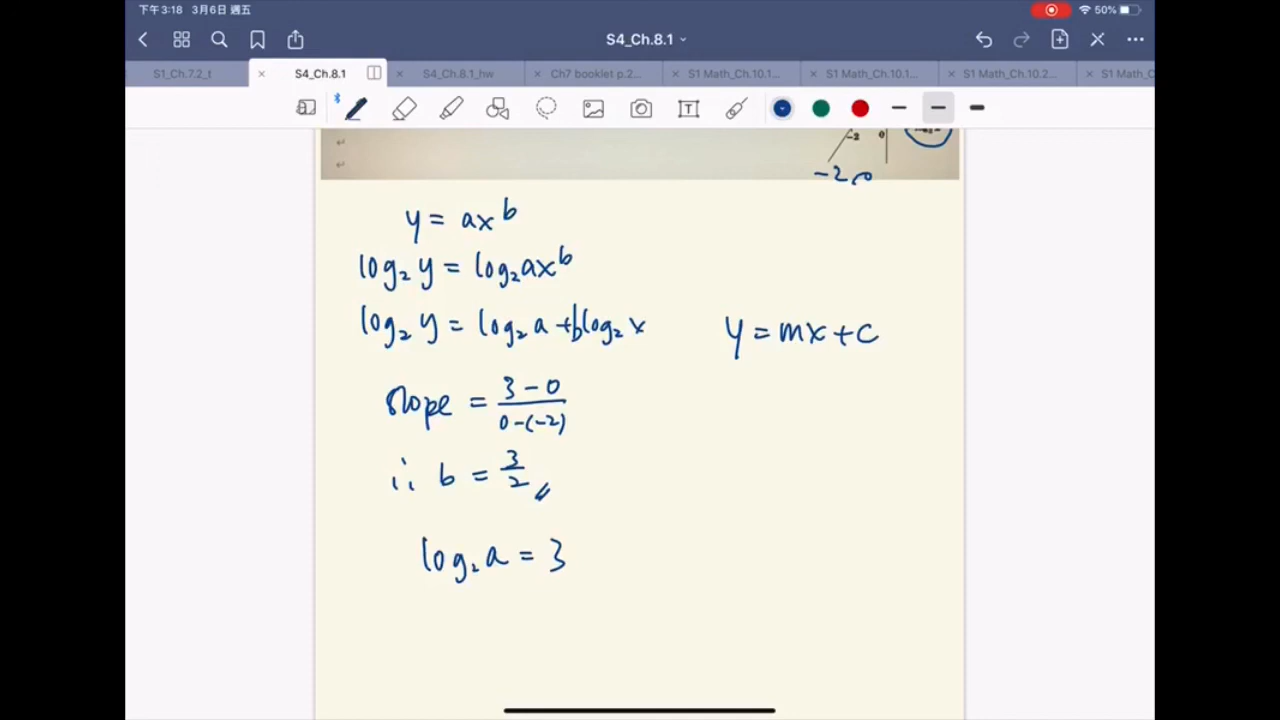 下午3:18 3月6日 週五
50%
S4_Ch.8.1
S1_Ch.7.2_t
S4_Ch.8.1
S4_Ch.8.1_hw
Ch7 booklet p.2...
S1 Math_Ch.10.1...
S1 Math_Ch.10.1...
S1 Math_Ch.10.2...
S1 Math_Ch
T
-2 0
-2
y = ax^b
log₂ y = log₂ ax^b
log₂ y = log₂ a + b log₂ x
y = mx + c
slope = (3 - 0)/(0-(-2))
∴ b = 3/2
log₂ a = 3